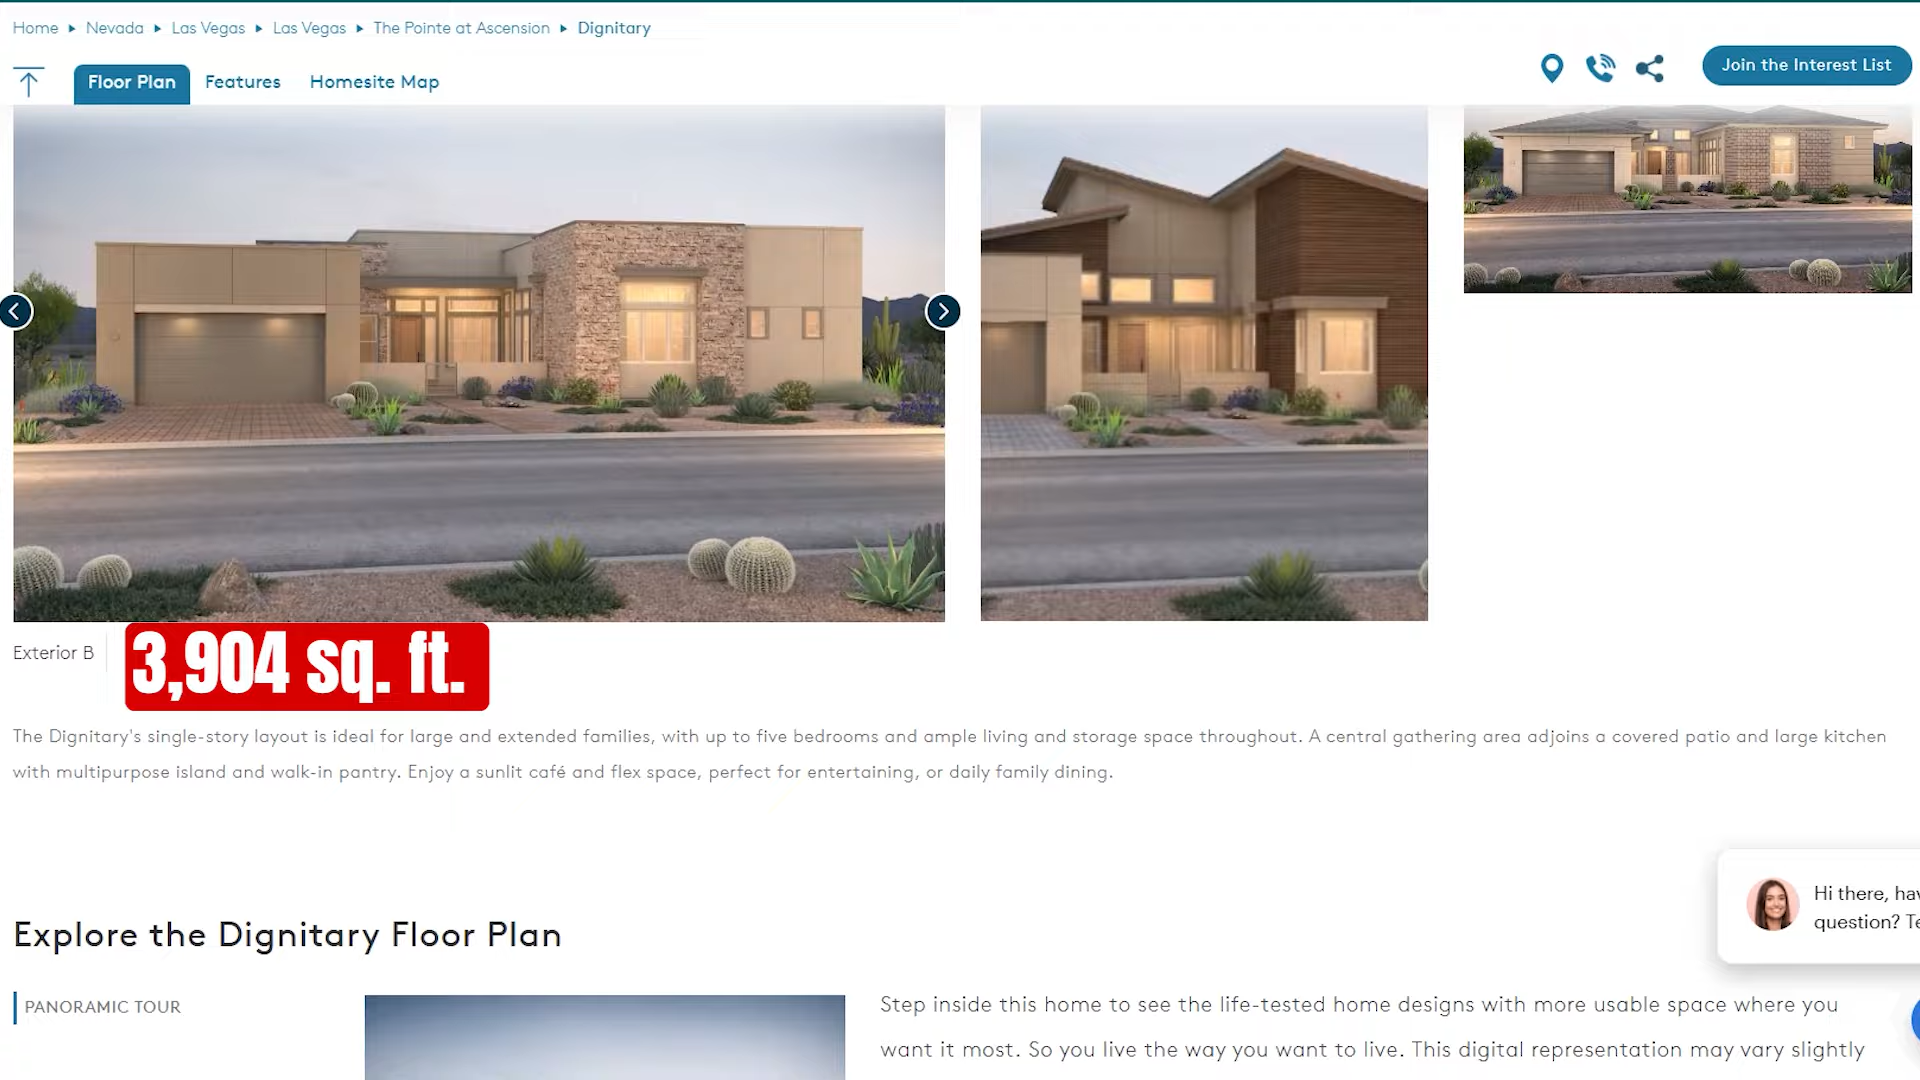 Home ▸ Nevada ▸ Las Vegas ▸ Las Vegas ▸ The Pointe at Ascension ▸ Dignitary
Floor Plan Features Homesite Map
Join the Interest List
Exterior B
3,904 sq. ft.
The Dignitary's single-story layout is ideal for large and extended families, with up to five bedrooms and ample living and storage space throughout. A central gathering area adjoins a covered patio and large kitchen
with multipurpose island and walk-in pantry. Enjoy a sunlit café and flex space, perfect for entertaining, or daily family dining.
Hi there, hav
question? Te
Explore the Dignitary Floor Plan
PANORAMIC TOUR
Step inside this home to see the life-tested home designs with more usable space where you
want it most. So you live the way you want to live. This digital representation may vary slightly